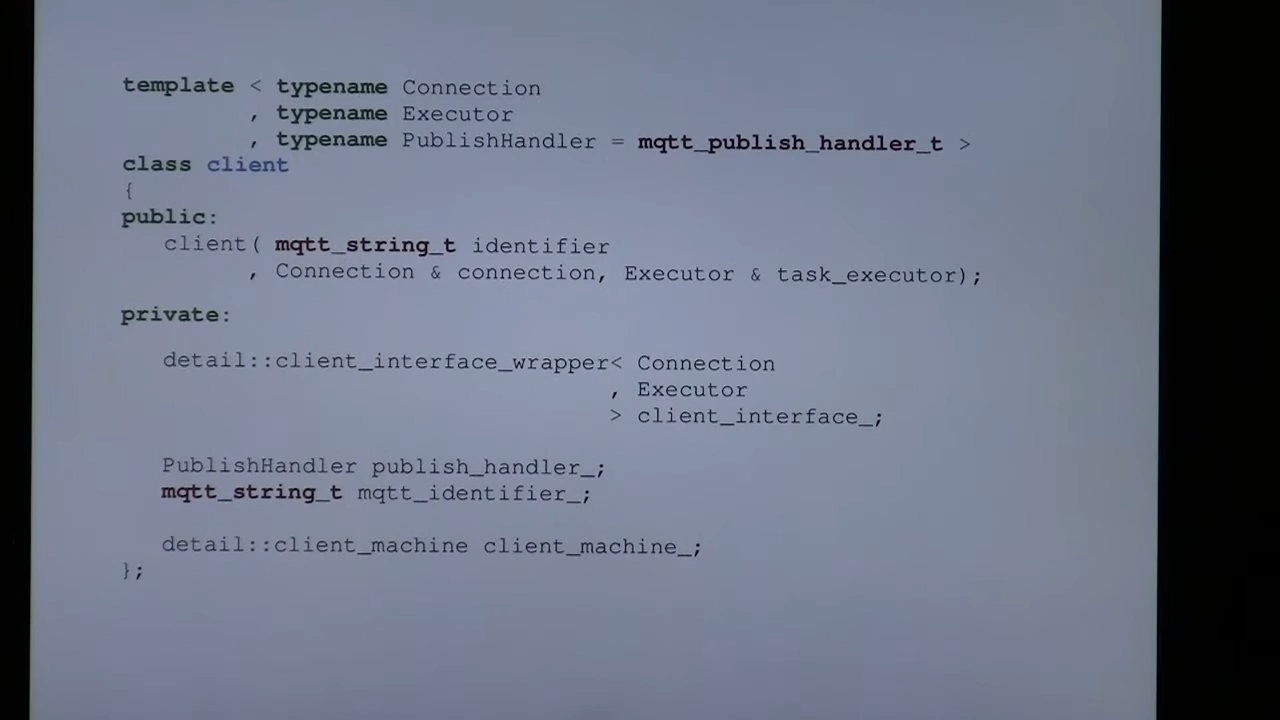 template < typename Connection
, typename Executor
, typename PublishHandler = mqtt_publish_handler_t >
class client
{
public:
client( mqtt_string_t identifier
, Connection & connection, Executor & task_executor);
private:
detail::client_interface_wrapper< Connection
, Executor
> client_interface_;
PublishHandler publish_handler_;
mqtt_string_t mqtt_identifier_;
detail::client_machine client_machine_;
};